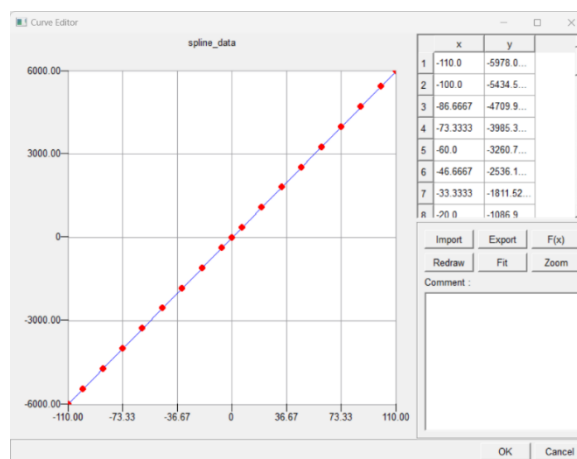 Curve Editor
spline_data
6000.00
3000.00
0
-3000.00
-6000.00
-110.00 -73.33 -36.67 0 36.67 73.33 110.00
x y
1 -110.0 -5978.0...
2 -100.0 -5434.5...
3 -86.6667 -4709.9...
4 -73.3333 -3985.3...
5 -60.0 -3260.7...
6 -46.6667 -2536.1...
7 -33.3333 -1811.52...
8 -20.0 -1086.9
Import Export F(x)
Redraw Fit Zoom
Comment :
OK Cancel